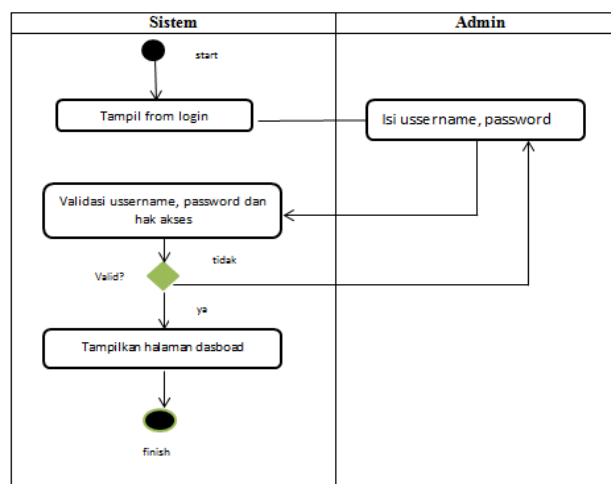 Sistem
Admin
start
Tampil from login
Isi ussername, password
Validasi ussername, password dan
hak akses
tidak
Valid?
ya
Tampilkan halaman dasboad
finish